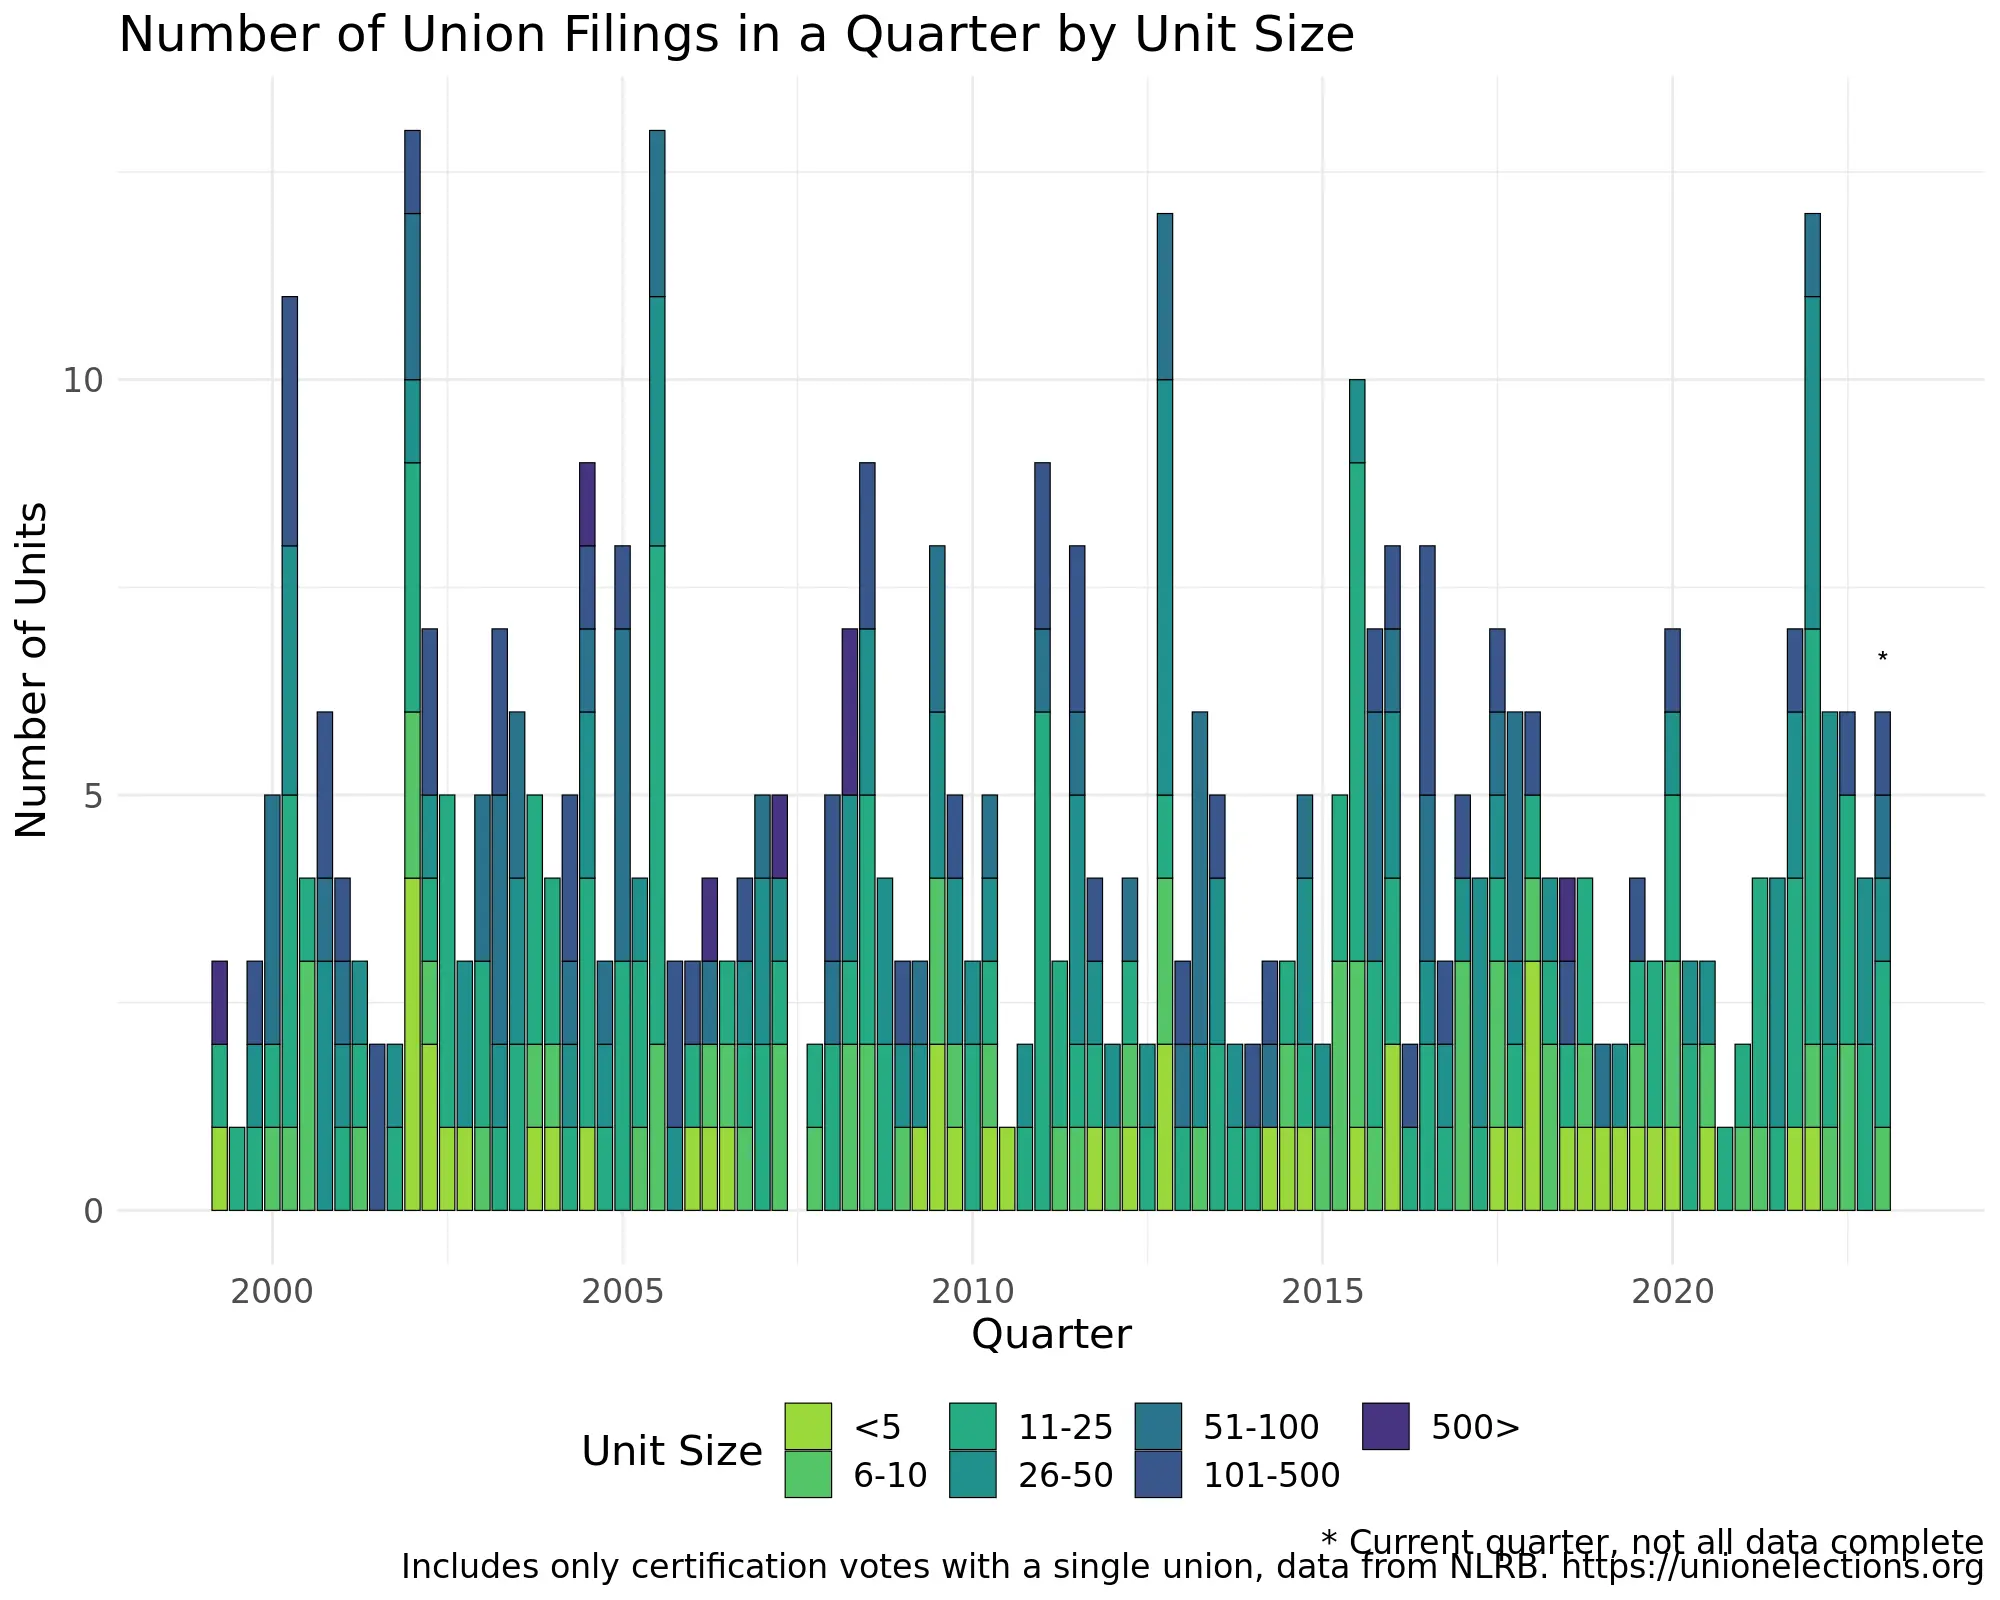 Number of Union Filings in a Quarter by Unit Size
Number of Units
10
5
0
*
2000 2005 2010 2015 2020
Quarter
Unit Size
<5 11-25 51-100 500>
6-10 26-50 101-500
* Current quarter, not all data complete
Includes only certification votes with a single union, data from NLRB. https://unionelections.org